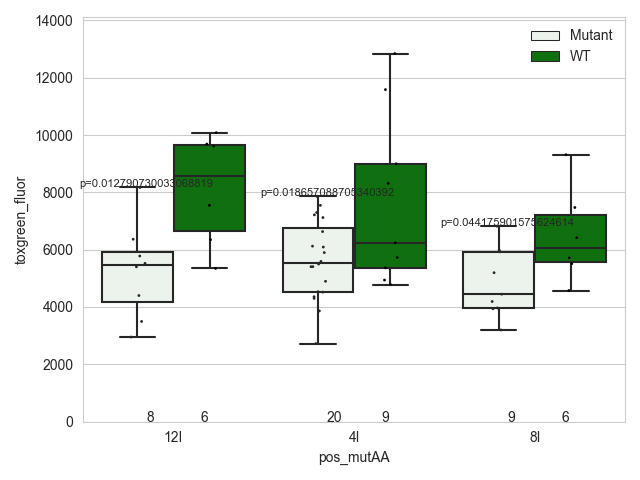 14000
12000
10000
8000
6000
4000
2000
0
toxgreen_fluor
Mutant
WT
p=0.012790730033068819
p=0.018657088705340392
p=0.044175901575624614
8 6 20 9 9 6
12I 4I 8I
pos_mutAA